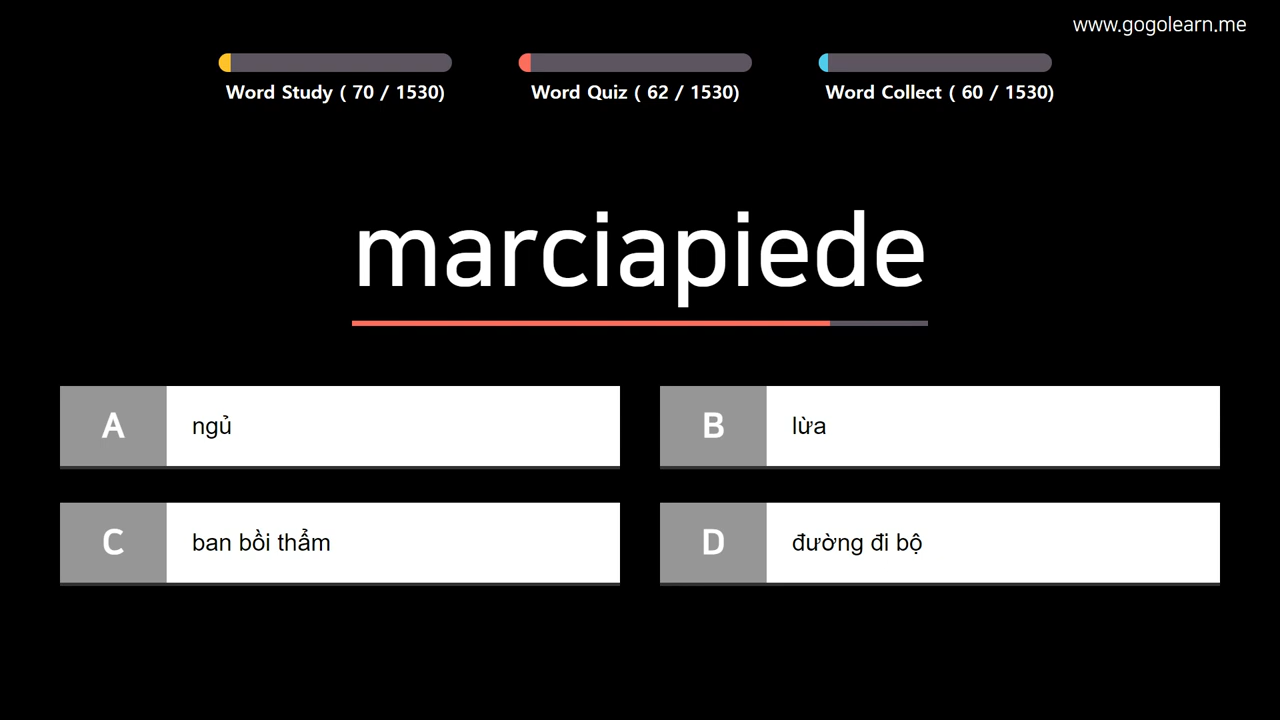 www.gogolearn.me
Word Study ( 70 / 1530)
Word Quiz ( 62 / 1530)
Word Collect ( 60 / 1530)
marciapiede
A ngủ
B lừa
C ban bồi thẩm
D đường đi bộ